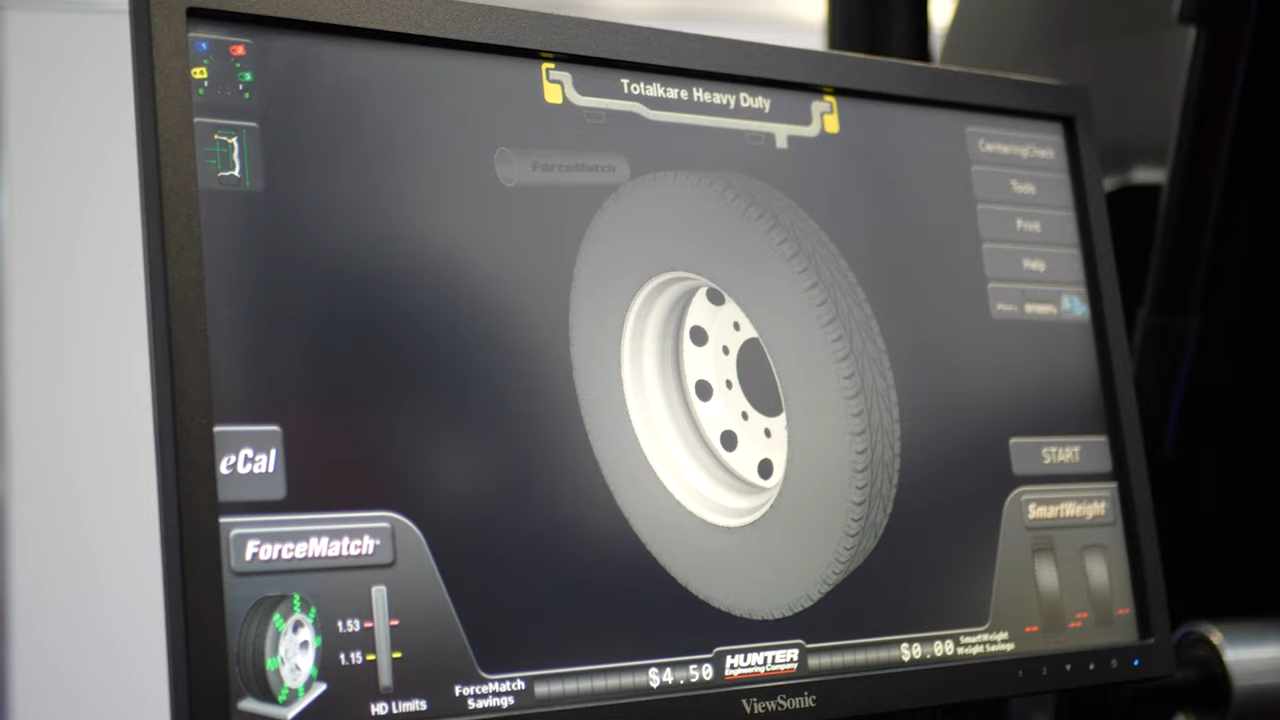 Totalkare Heavy Duty
ForceMatch
CenteringCheck
Tools
Print
Help
eCal
START
ForceMatch
SmartWeight
1.53
1.15
HD Limits
ForceMatch
Savings
$4.50
HUNTER
Engineering Company
$0.00
SmartWeight
Weight Savings
ViewSonic